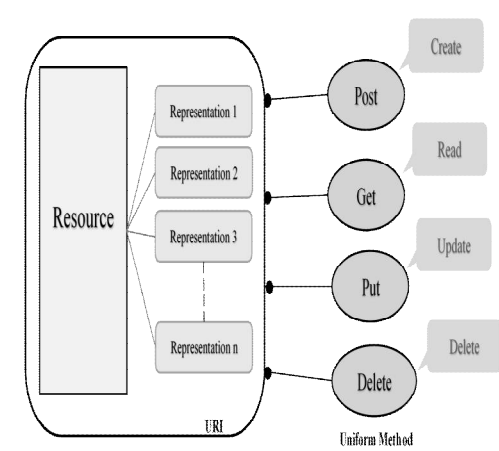 Resource
Representation 1
Representation 2
Representation 3
Representation n
URI
Post
Create
Get
Read
Put
Update
Delete
Delete
Uniform Method